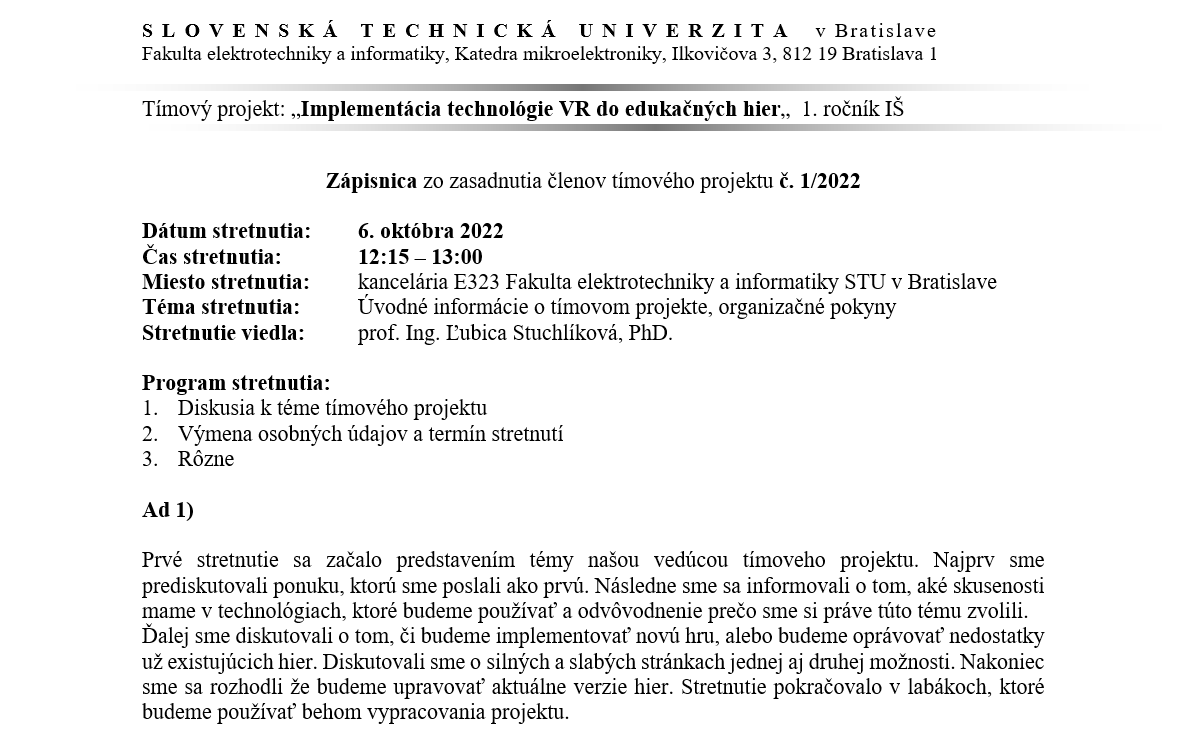 SLOVENSKÁ TECHNICKÁ UNIVERZITA v Bratislave
Fakulta elektrotechniky a informatiky, Katedra mikroelektroniky, Ilkovičova 3, 812 19 Bratislava 1
Tímový projekt: „Implementácia technológie VR do edukačných hier„ 1. ročník IŠ
Zápisnica zo zasadnutia členov tímového projektu č. 1/2022
Dátum stretnutia: 6. október 2022
Čas stretnutia: 12:15 – 13:00
Miesto stretnutia: kancelária E323 Fakulta elektrotechniky a informatiky STU v Bratislave
Téma stretnutia: Úvodné informácie o tímovom projekte, organizačné pokyny
Stretnutie viedla: prof. Ing. Ľubica Stuchlíková, PhD.
Program stretnutia:
1. Diskusia k téme tímového projektu
2. Výmena osobných údajov a termín stretnutí
3. Rôzne
Ad 1)
Prvé stretnutie sa začalo predstavením témy našou vedúcou tímoveho projektu. Najprv sme
prediskutovali ponuku, ktorú sme poslali ako prvú. Následne sme sa informovali o tom, aké skusenosti
mame v technológiach, ktoré budeme používať a odvôvodnenie prečo sme si práve túto tému zvolili.
Ďalej sme diskutovali o tom, či budeme implementovať novú hru, alebo budeme oprávovať nedostatky
už existujúcich hier. Diskutovali sme o silných a slabých stránkach jednej aj druhej možnosti. Nakoniec
sme sa rozhodli že budeme upravovať aktuálne verzie hier. Stretnutie pokračovalo v labákoch, ktoré
budeme používať behom vypracovania projektu.